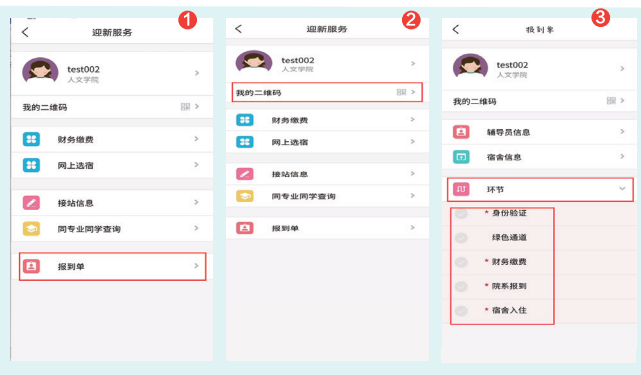 1
迎新服务
test002
人文学院
我的二维码
财务缴费
网上选宿
接站信息
同专业同学查询
报到单
2
迎新服务
test002
人文学院
我的二维码
财务缴费
网上选宿
接站信息
同专业同学查询
报到单
3
报到单
test002
人文学院
我的二维码
辅导员信息
宿舍信息
环节
* 身份验证
绿色通道
* 财务缴费
* 院系报到
* 宿舍入住